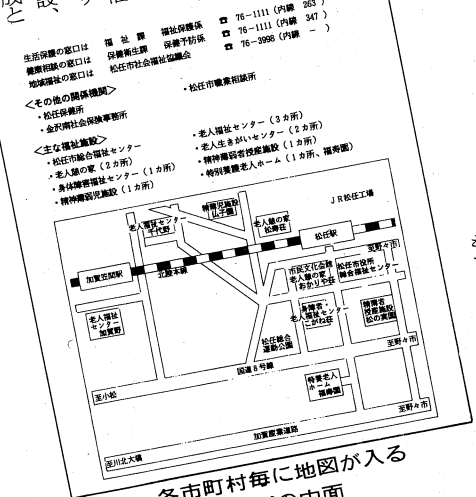 生活保護の窓口は 福祉課 福祉保護係 ☎ 76-1111(内線 263)
健康相談の窓口は 保健衛生課 保健予防係 ☎ 76-1111(内線 347)
地域福祉の窓口は 松任市社会福祉協議会 ☎ 76-3998(内線 - )
<その他の関係機関>
・松任保健所 ・松任市職業相談所
・金沢南社会保険事務所
<主な福祉施設>
・松任市総合福祉センター ・老人福祉センター(3カ所)
・老人憩の家(2カ所) ・老人生きがいセンター(2カ所)
・身体障害福祉センター(1カ所) ・精神薄弱者授産施設(1カ所)
・精神薄弱児施設(1カ所) ・特別養護老人ホーム(1カ所、福寿園)
老人福祉センター
千代野
精薄児施設
仏子園
老人憩の家
松寿荘
JR松任工場
松任駅
至野々市
加賀笠間駅
北陸本線
市民文化会館
老人憩の家
おかりや荘
松任市役所
総合福祉センター
老人福祉
センター
加賀野
身障者・
老人福祉センター
こがね荘
精薄者
授産施設
松の実園
松任総合
運動公園
至野々市
国道8号線
至小松
特養老人
ホーム
福寿園
至野々市
加賀産業道路
至川北大橋
各市町村毎に地図が入る
の中面